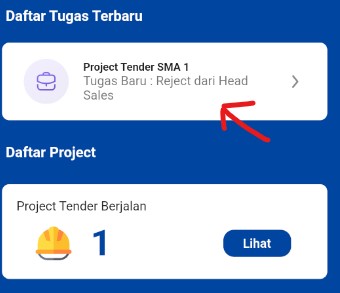 Daftar Tugas Terbaru
Project Tender SMA 1
Tugas Baru : Reject dari Head
Sales
Daftar Project
Project Tender Berjalan
1
Lihat